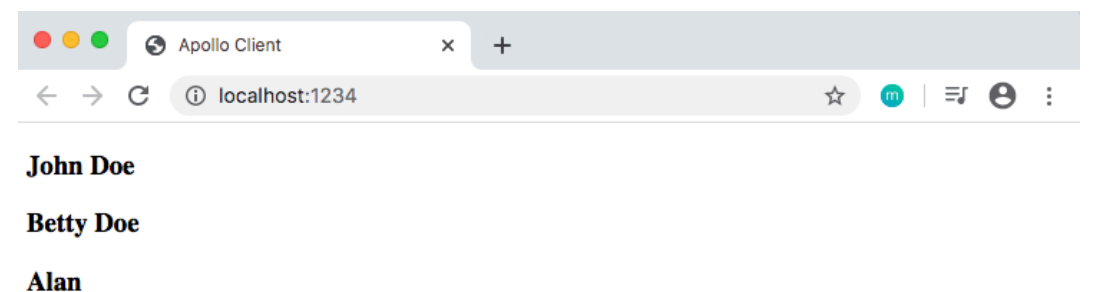 Apollo Client
localhost:1234
m
John Doe
Betty Doe
Alan